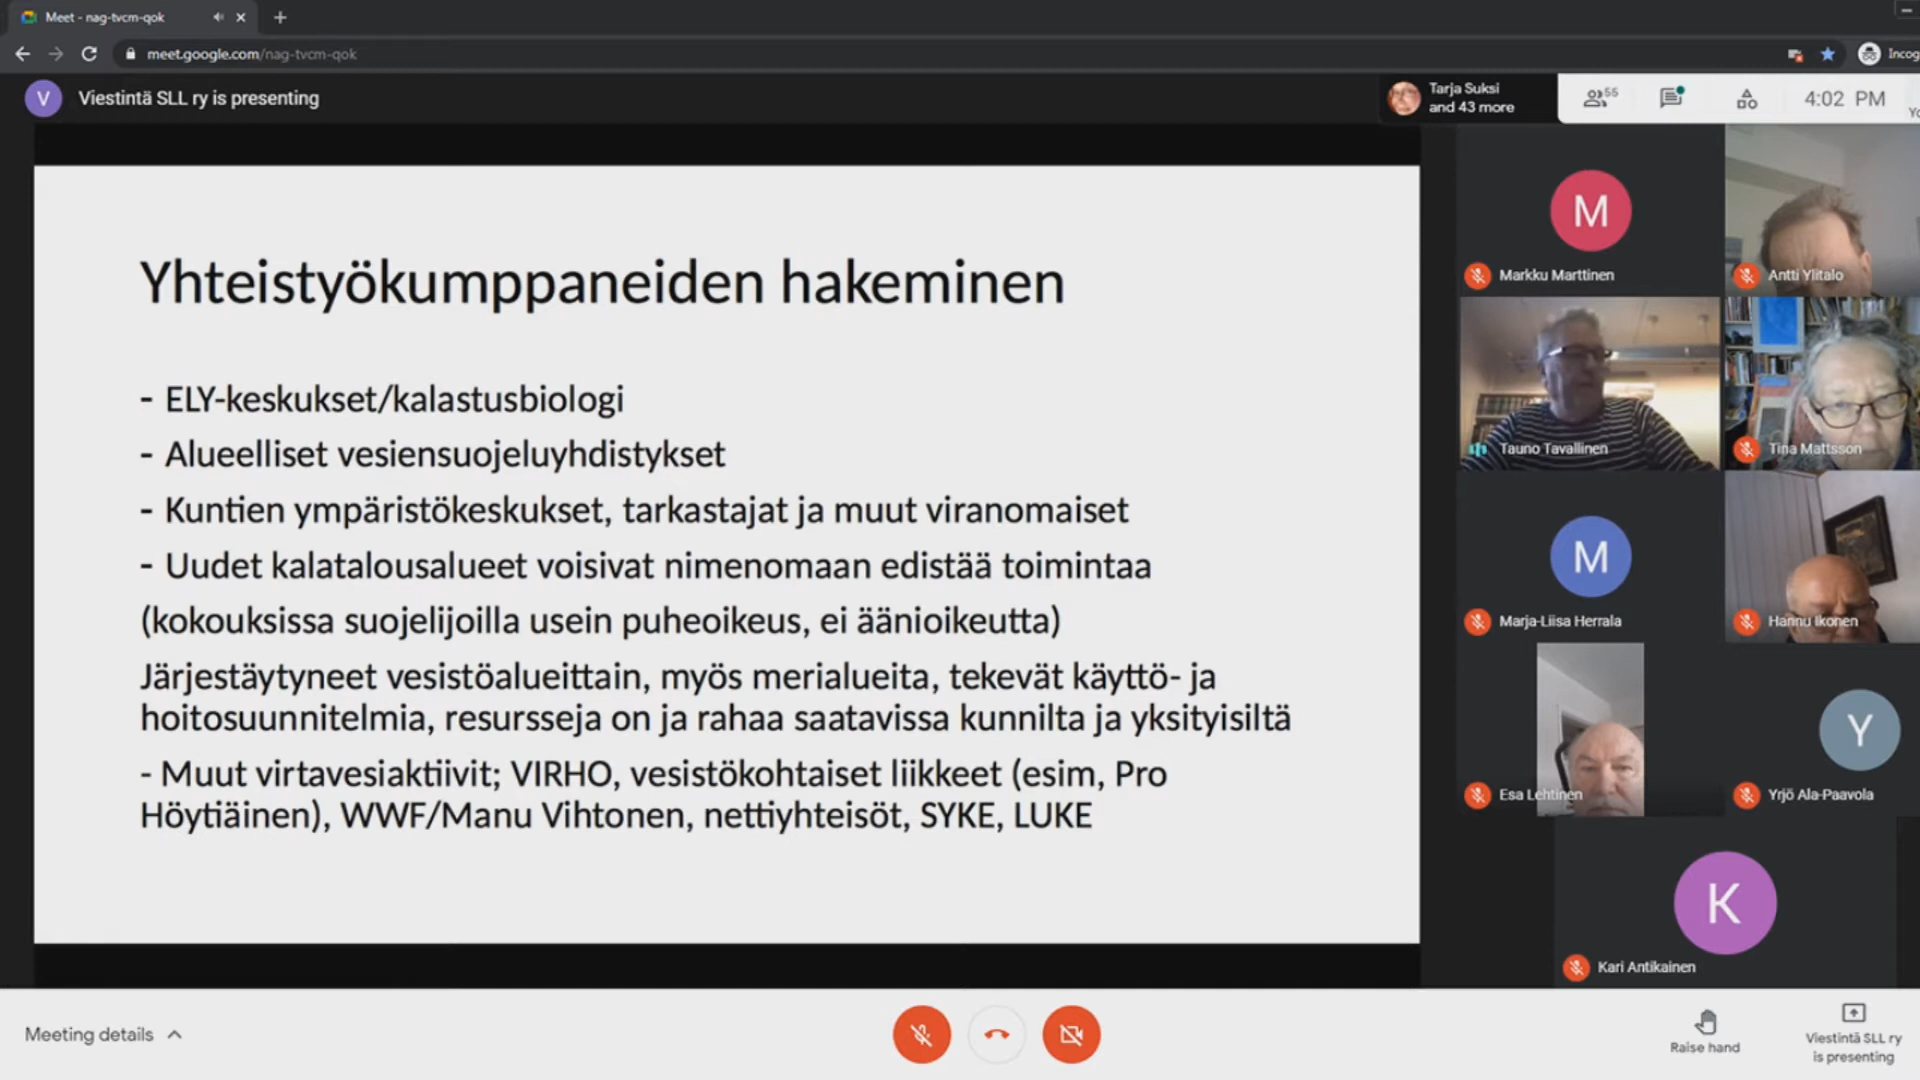 Meet - nag-tvcm-qok
meet.google.com/nag-tvcm-qok
Incog
V
Viestintä SLL ry is presenting
Tarja Suksi
and 43 more
55
4:02 PM
Yhteistyökumppaneiden hakeminen
- ELY-keskukset/kalastusbiologi
- Alueelliset vesiensuojeluyhdistykset
- Kuntien ympäristökeskukset, tarkastajat ja muut viranomaiset
- Uudet kalatalousalueet voisivat nimenomaan edistää toimintaa
(kokouksissa suojelijoilla usein puheoikeus, ei äänioikeutta)
Järjestäytyneet vesistöalueittain, myös merialueita, tekevät käyttö- ja
hoitosuunnitelmia, resursseja on ja rahaa saatavissa kunnilta ja yksityisiltä
- Muut virtavesiaktiivit; VIRHO, vesistökohtaiset liikkeet (esim, Pro
Höytiäinen), WWF/Manu Vihtonen, nettiyhteisöt, SYKE, LUKE
M
Markku Marttinen
Antti Ylitalo
Tauno Tavallinen
Tina Mattsson
M
Marja-Liisa Herrala
Hannu Ikonen
Esa Lehtinen
Y
Yrjö Ala-Paavola
K
Kari Antikainen
Meeting details
Raise hand
Viestintä SLL ry
is presenting